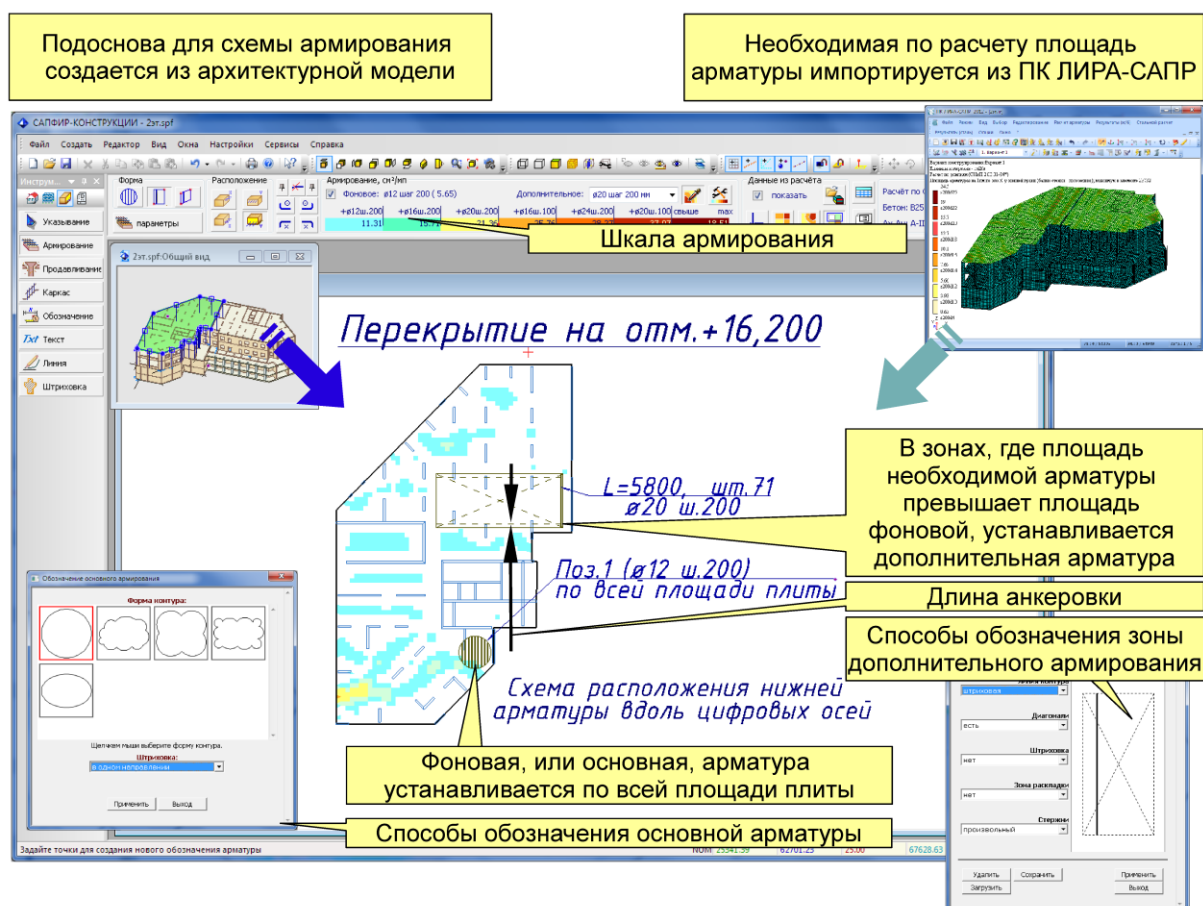 Подоснова для схемы армирования
создается из архитектурной модели
Необходимая по расчету площадь
арматуры импортируется из ПК ЛИРА-САПР
САПФИР-КОНСТРУКЦИИ - 2эт.spf
Файл Создать Редактор Вид Окна Настройки Сервисы Справка
Форма
Расположение
Армирование, см²/мп
Данные из расчёта
Фоновое: ø12 шаг 200 ( 5.65)
Дополнительное: ø20 шаг 200 мм
показать
параметры
+ø12ш.200 +ø16ш.200 +ø20ш.200 +ø16ш.100 +ø24ш.200 +ø20ш.100 свыше max
11.31
Бетон: B25
Шкала армирования
Указывание
Армирование
Продавливание
Каркас
Обозначение
Txt Текст
Линия
Штриховка
2эт.spf:Общий вид
Перекрытие на отм.+16,200
L=5800, шт.71
ø20 ш.200
В зонах, где площадь
необходимой арматуры
превышает площадь
фоновой, устанавливается
дополнительная арматура
Поз.1 (ø12 ш.200)
по всей площади плиты
Длина анкеровки
Способы обозначения зоны
дополнительного армирования
Схема расположения нижней
арматуры вдоль цифровых осей
Обозначение основного армирования
Форма контура:
Щелчком мыши выберите форму контура.
Штриховка:
в одном направлении
Применить Выход
Фоновая, или основная, арматура
устанавливается по всей площади плиты
Способы обозначения основной арматуры
штриховая
Диагонали
есть
Штриховка
нет
Зона раскладки
нет
Стержни
произвольный
Удалить Сохранить Применить
Загрузить Выход
Задайте точки для создания нового обозначения арматуры
67628.63